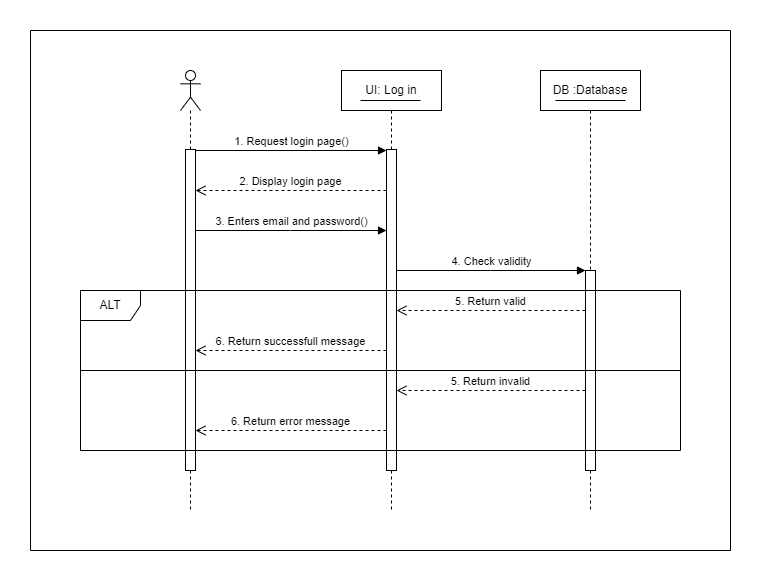 UI: Log in
DB :Database
1. Request login page()
2. Display login page
3. Enters email and password()
4. Check validity
ALT
5. Return valid
6. Return successfull message
5. Return invalid
6. Return error message